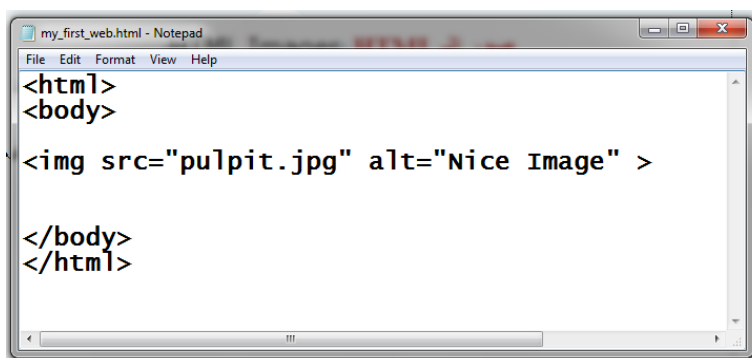 my_first_web.html - Notepad
File Edit Format View Help
<html>
<body>
<img src="pulpit.jpg" alt="Nice Image" >
</body>
</html>